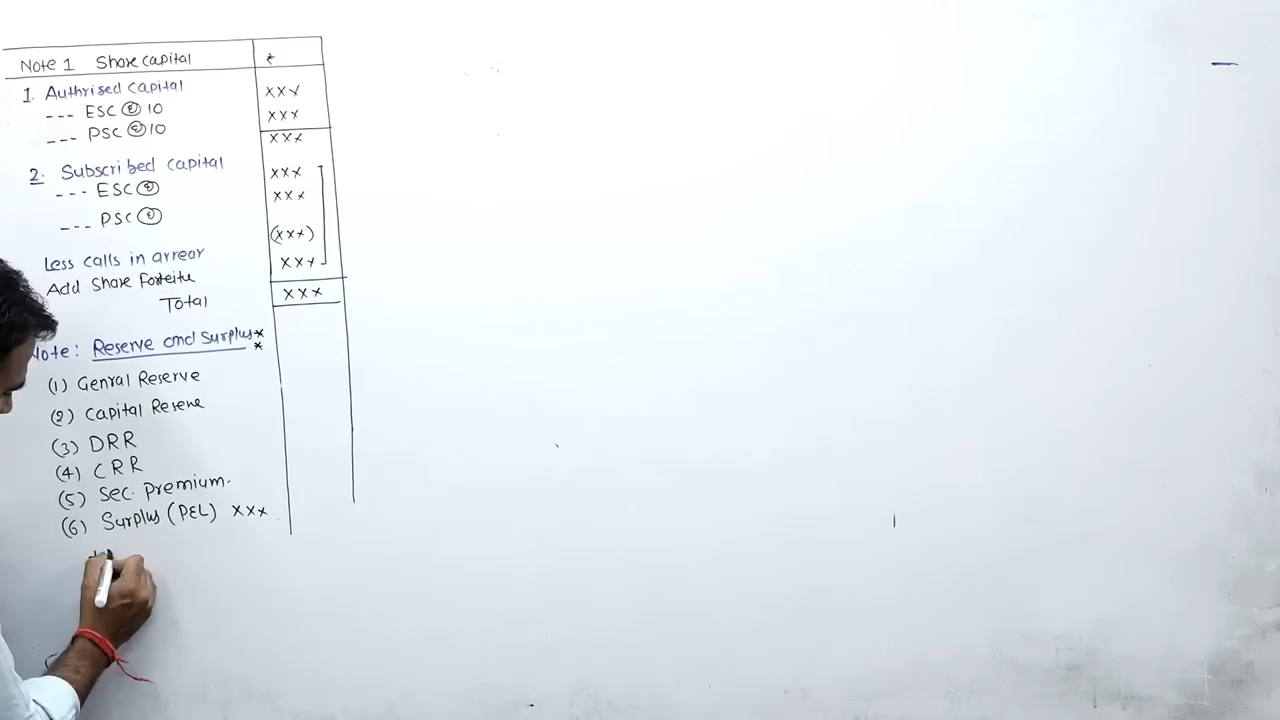 Note 1 Share capital ₹
1. Authrised capital xxx
--- ESC @ 10 xxx
--- PSC @ 10 xxx
2. Subscribed capital xxx
--- ESC @ xxx
--- PSC @ (xxx)
Less calls in arrear xxx
Add Share Forteite
Total xxx
Note: Reserve and Surplus **
(1) Genral Reserve
(2) Capital Reserve
(3) DRR
(4) CRR
(5) Sec. Premium.
(6) Surplus (P&L) xxx